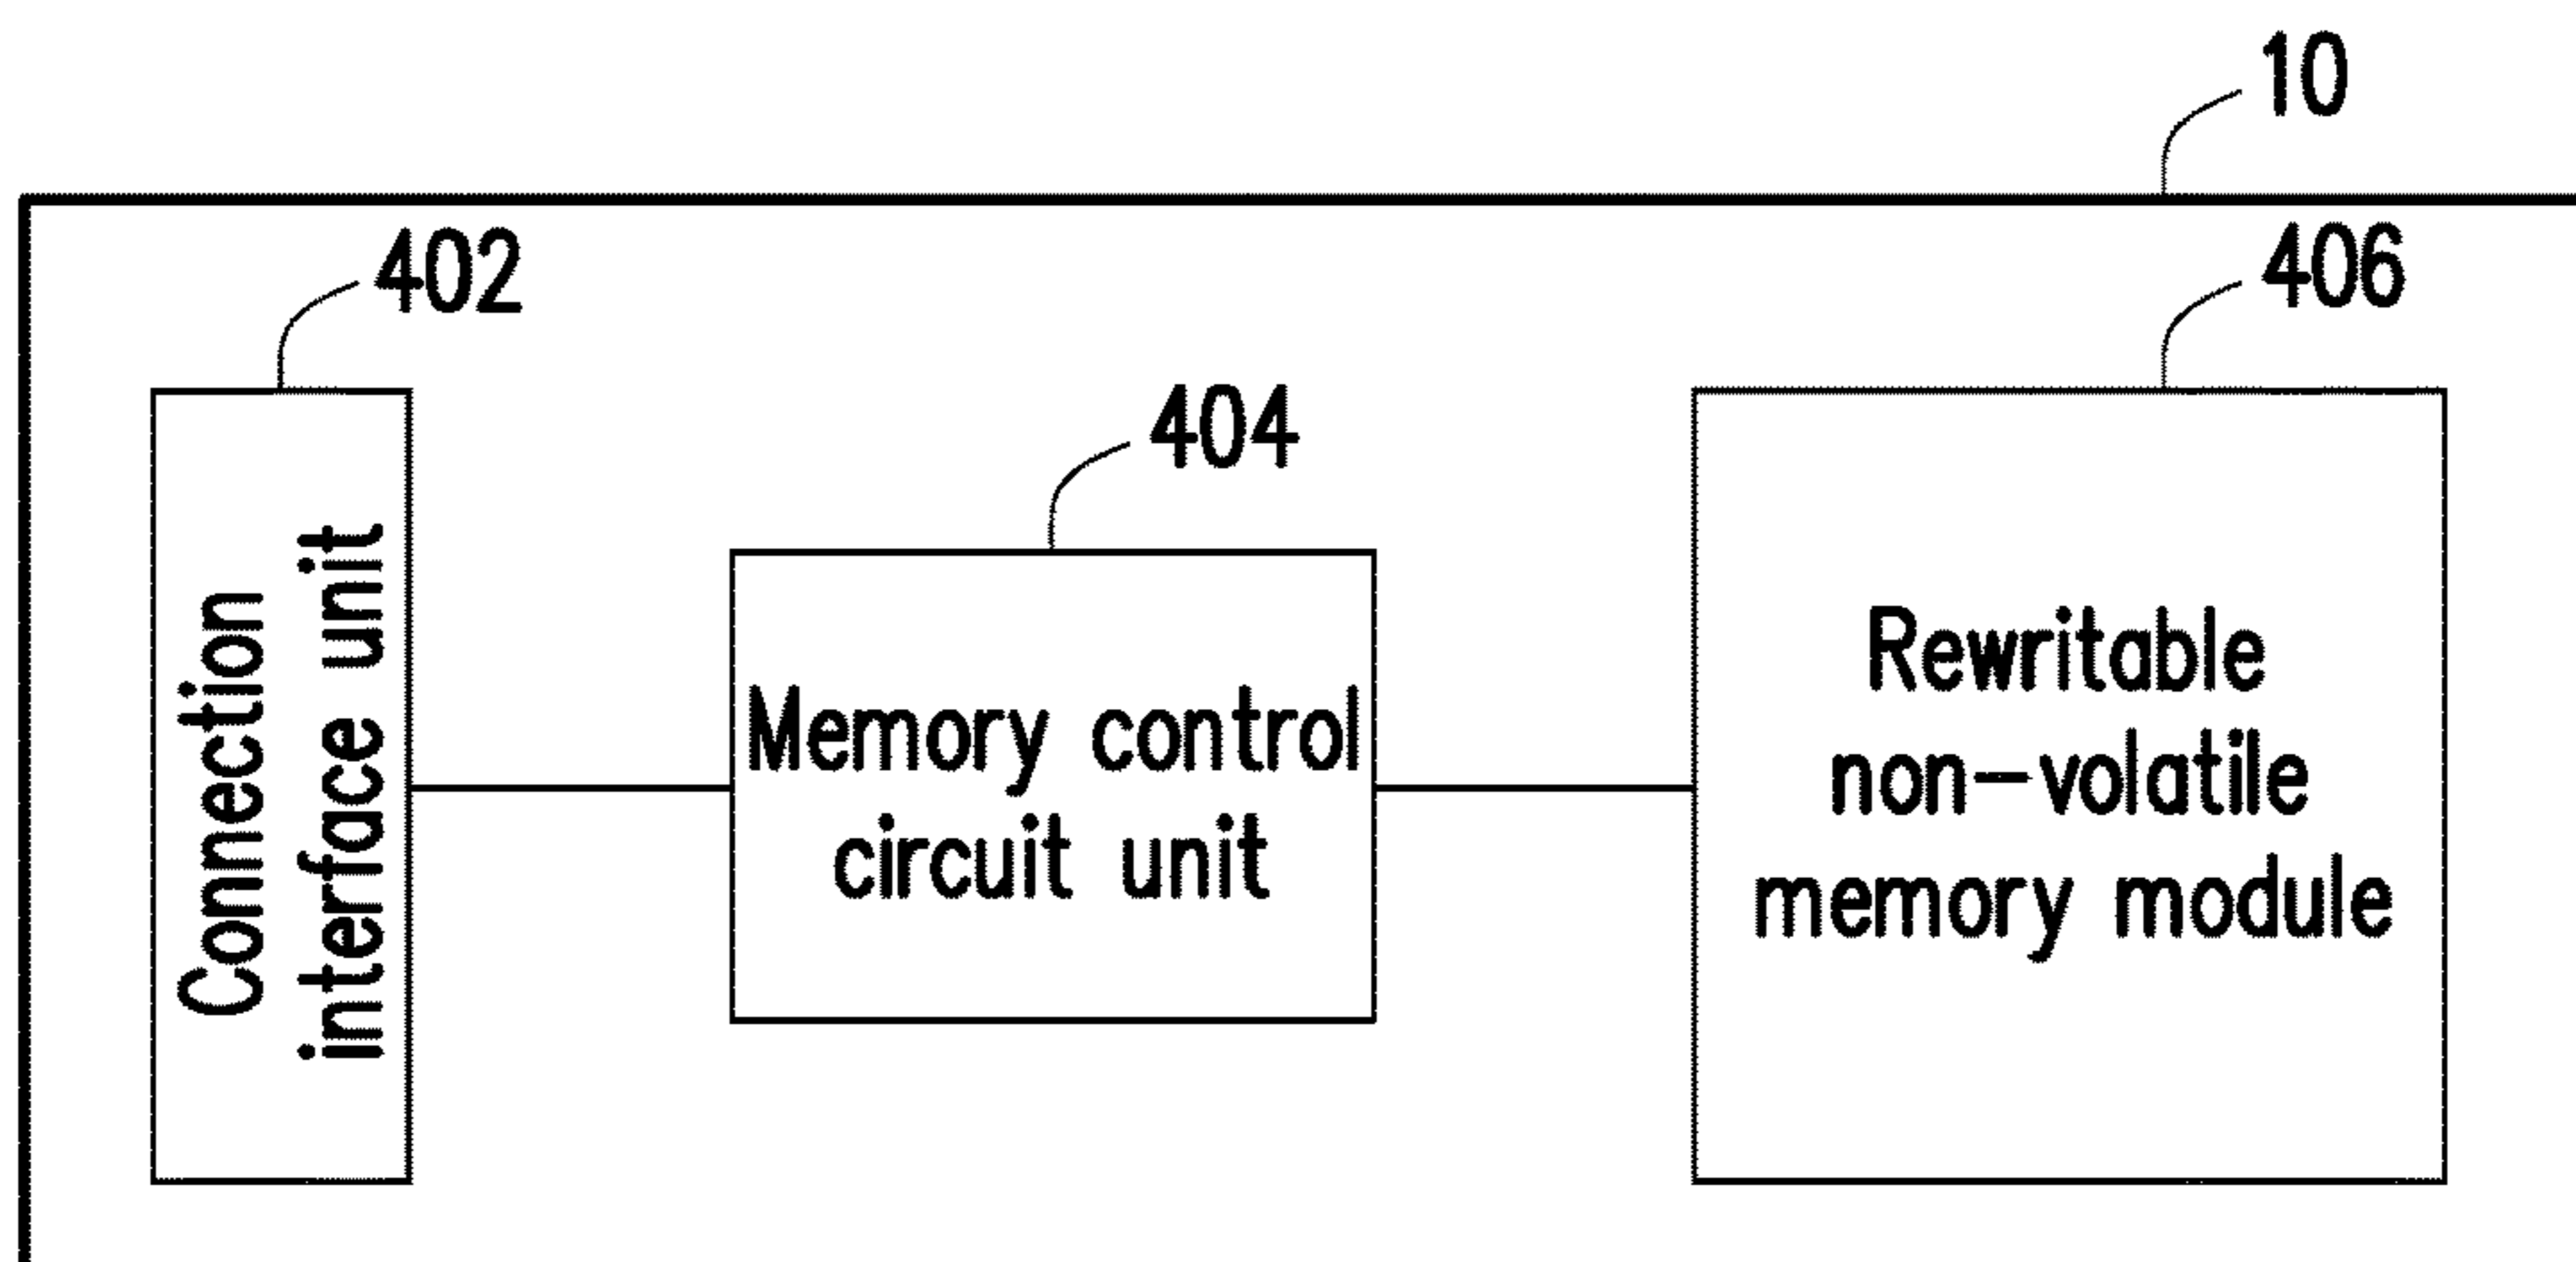 10
402
406
404
Connection
interface unit
Memory control
circuit unit
Rewritable
non-volatile
memory module